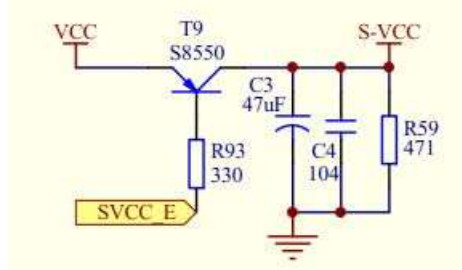 VCC
T9
S8550
S-VCC
C3
47uF
R59
471
C4
104
R93
330
SVCC_E